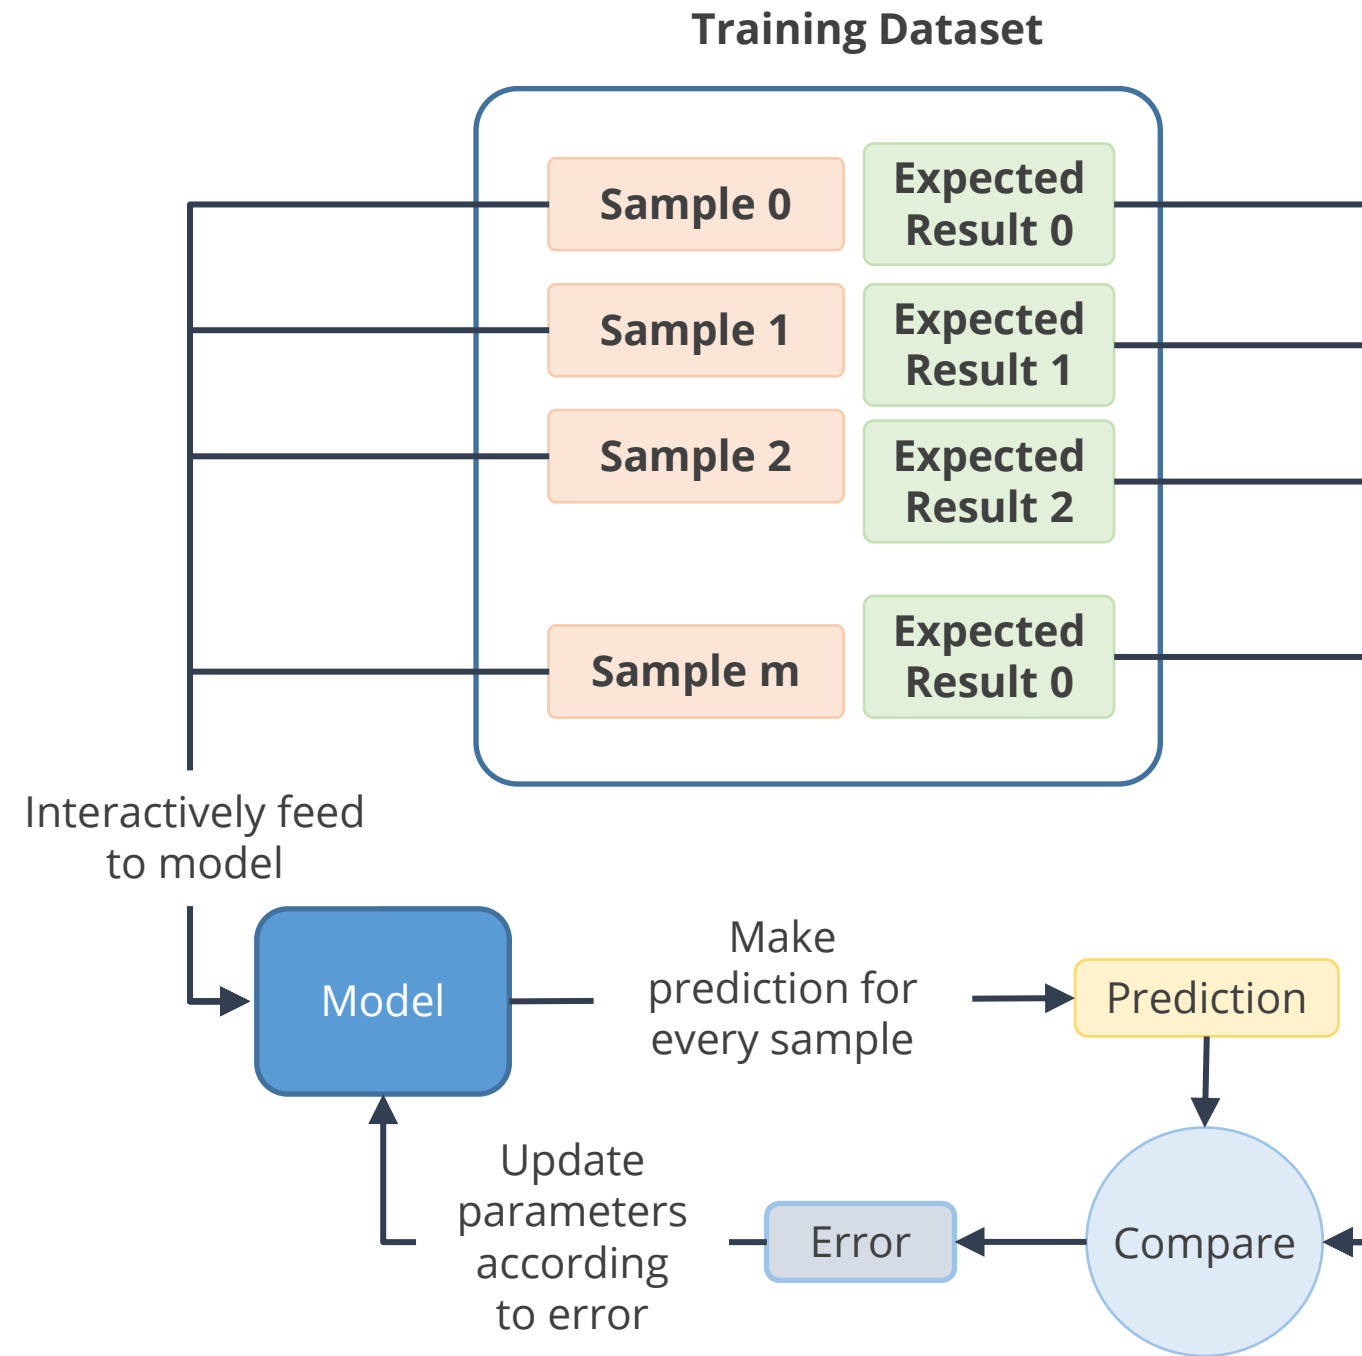 Training Dataset
Sample 0
Expected
Result 0
Sample 1
Expected
Result 1
Sample 2
Expected
Result 2
Sample m
Expected
Result 0
Interactively feed
to model
Model
Make
prediction for
every sample
Prediction
Update
parameters
according
to error
Error
Compare